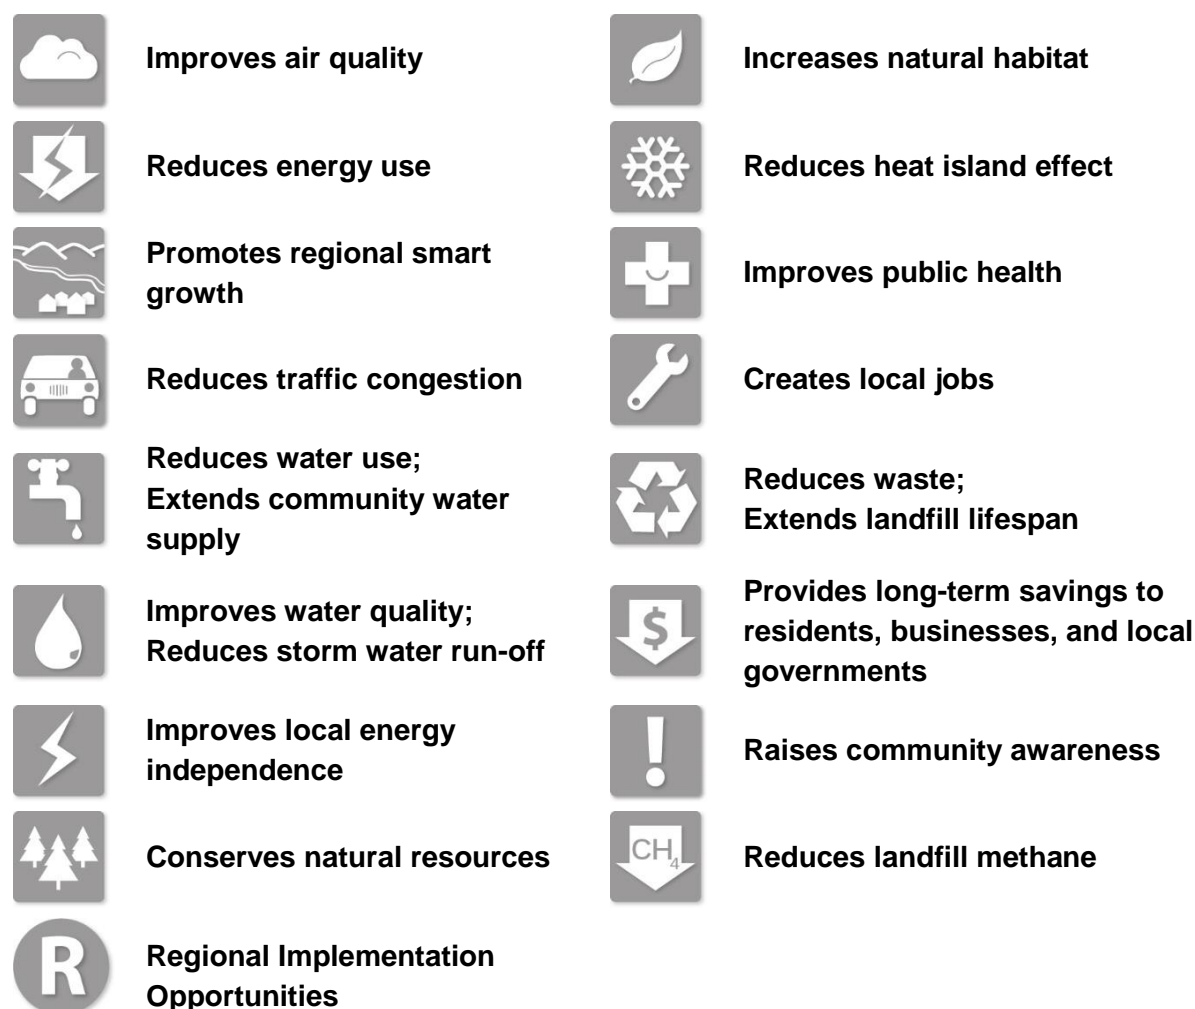 Improves air quality
Increases natural habitat
Reduces energy use
Reduces heat island effect
Promotes regional smart
growth
Improves public health
Reduces traffic congestion
Creates local jobs
Reduces water use;
Extends community water
supply
Reduces waste;
Extends landfill lifespan
Improves water quality;
Reduces storm water run-off
$
Provides long-term savings to
residents, businesses, and local
governments
Improves local energy
independence
!
Raises community awareness
Conserves natural resources
CH4
Reduces landfill methane
R
Regional Implementation
Opportunities